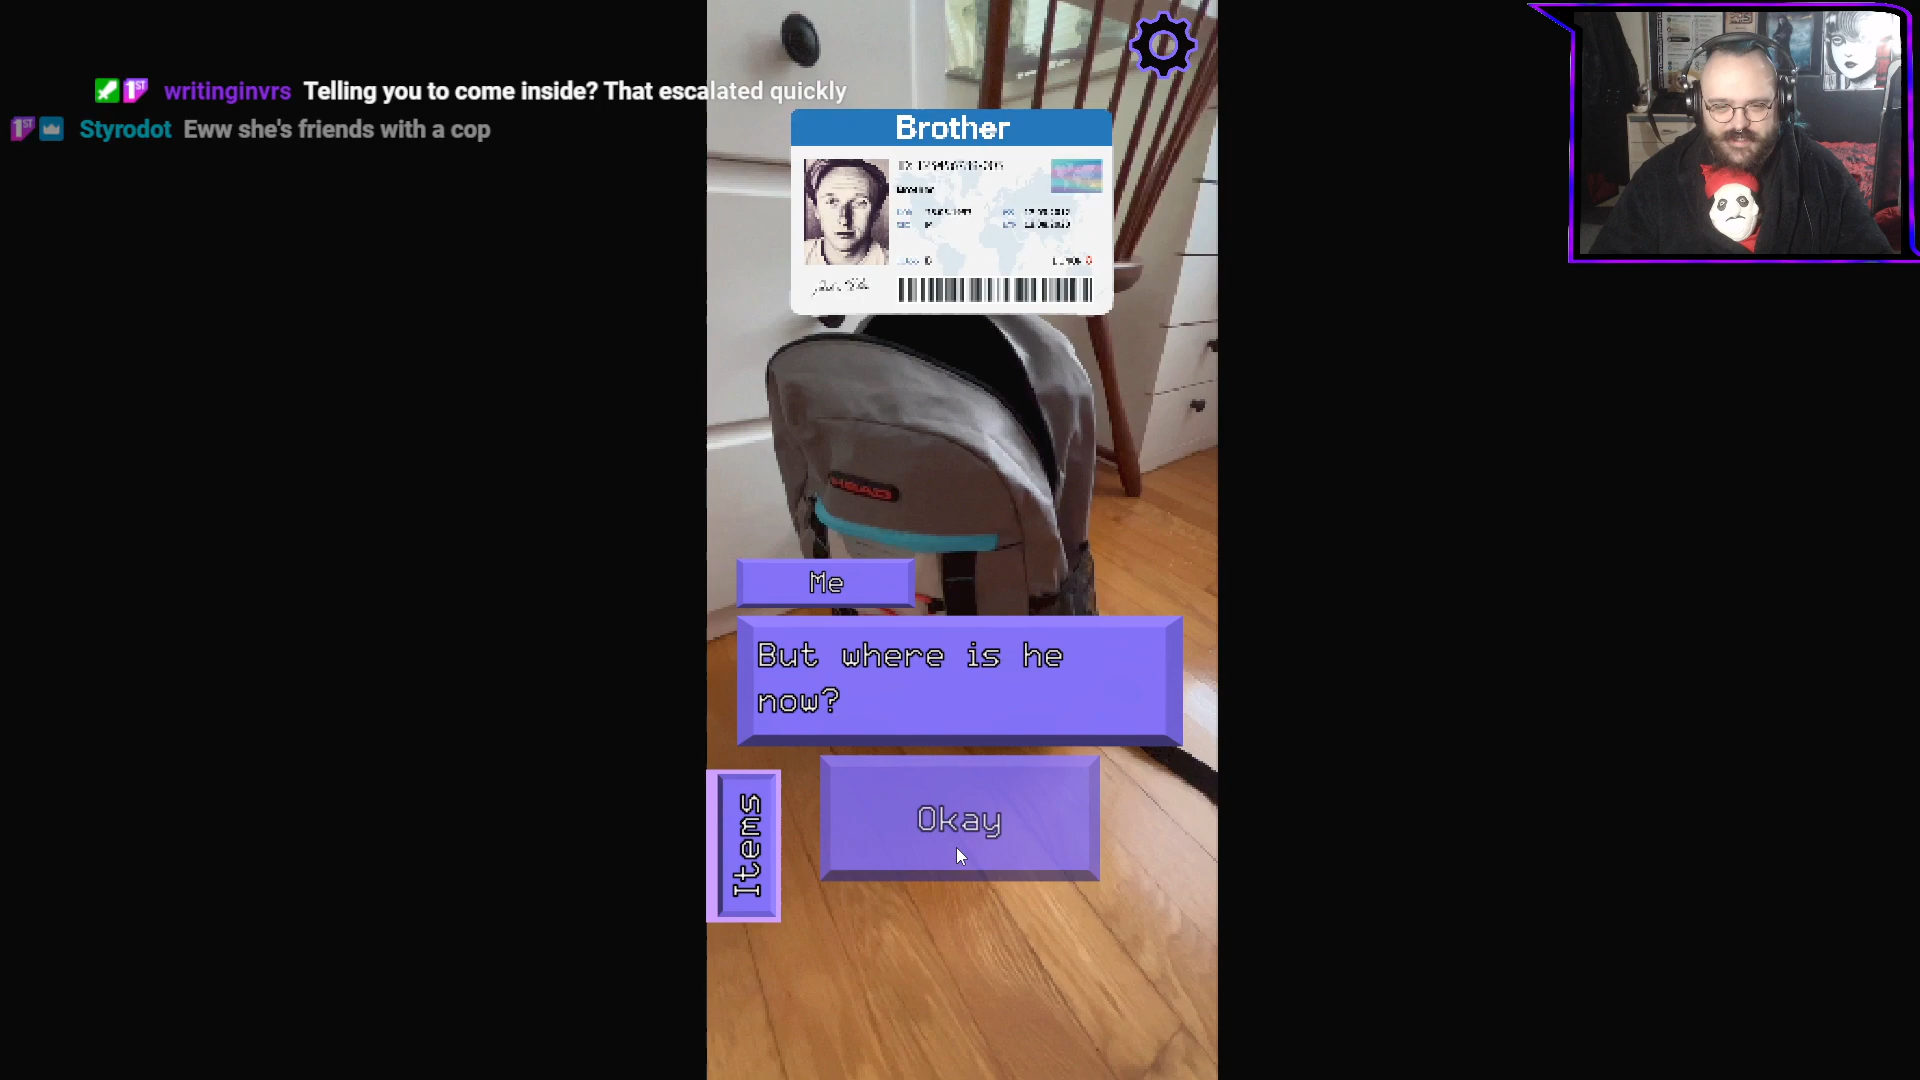 writinginvrs Telling you to come inside? That escalated quickly
Styrodot Eww she's friends with a cop
Brother
HEAD
Me
But where is he
now?
Okay
Items